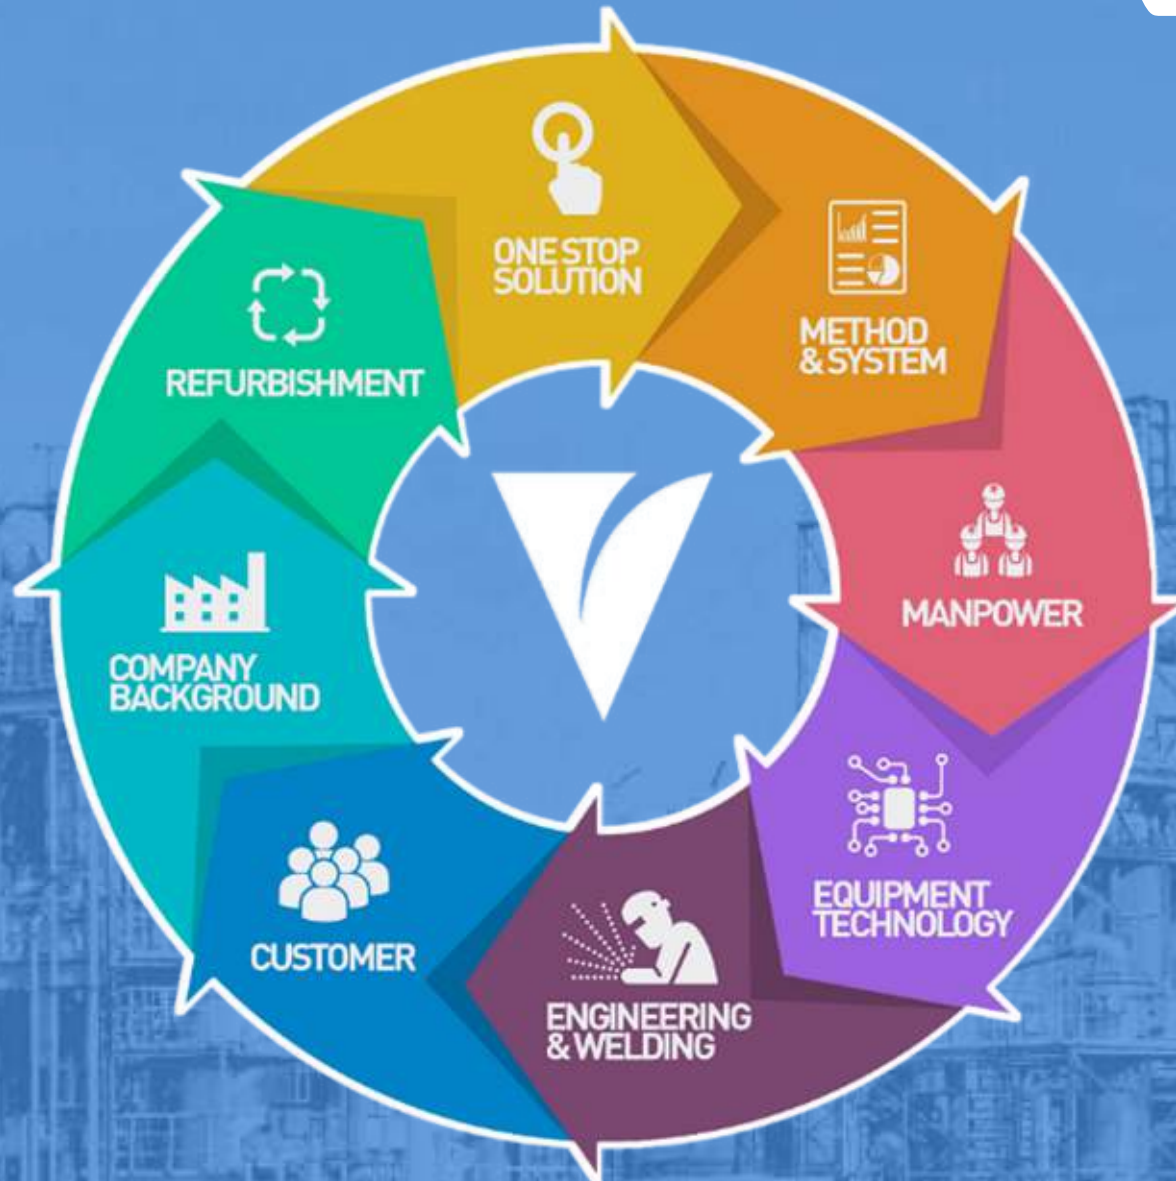 ONE STOP
SOLUTION
METHOD
& SYSTEM
MANPOWER
EQUIPMENT
TECHNOLOGY
ENGINEERING
& WELDING
CUSTOMER
COMPANY
BACKGROUND
REFURBISHMENT